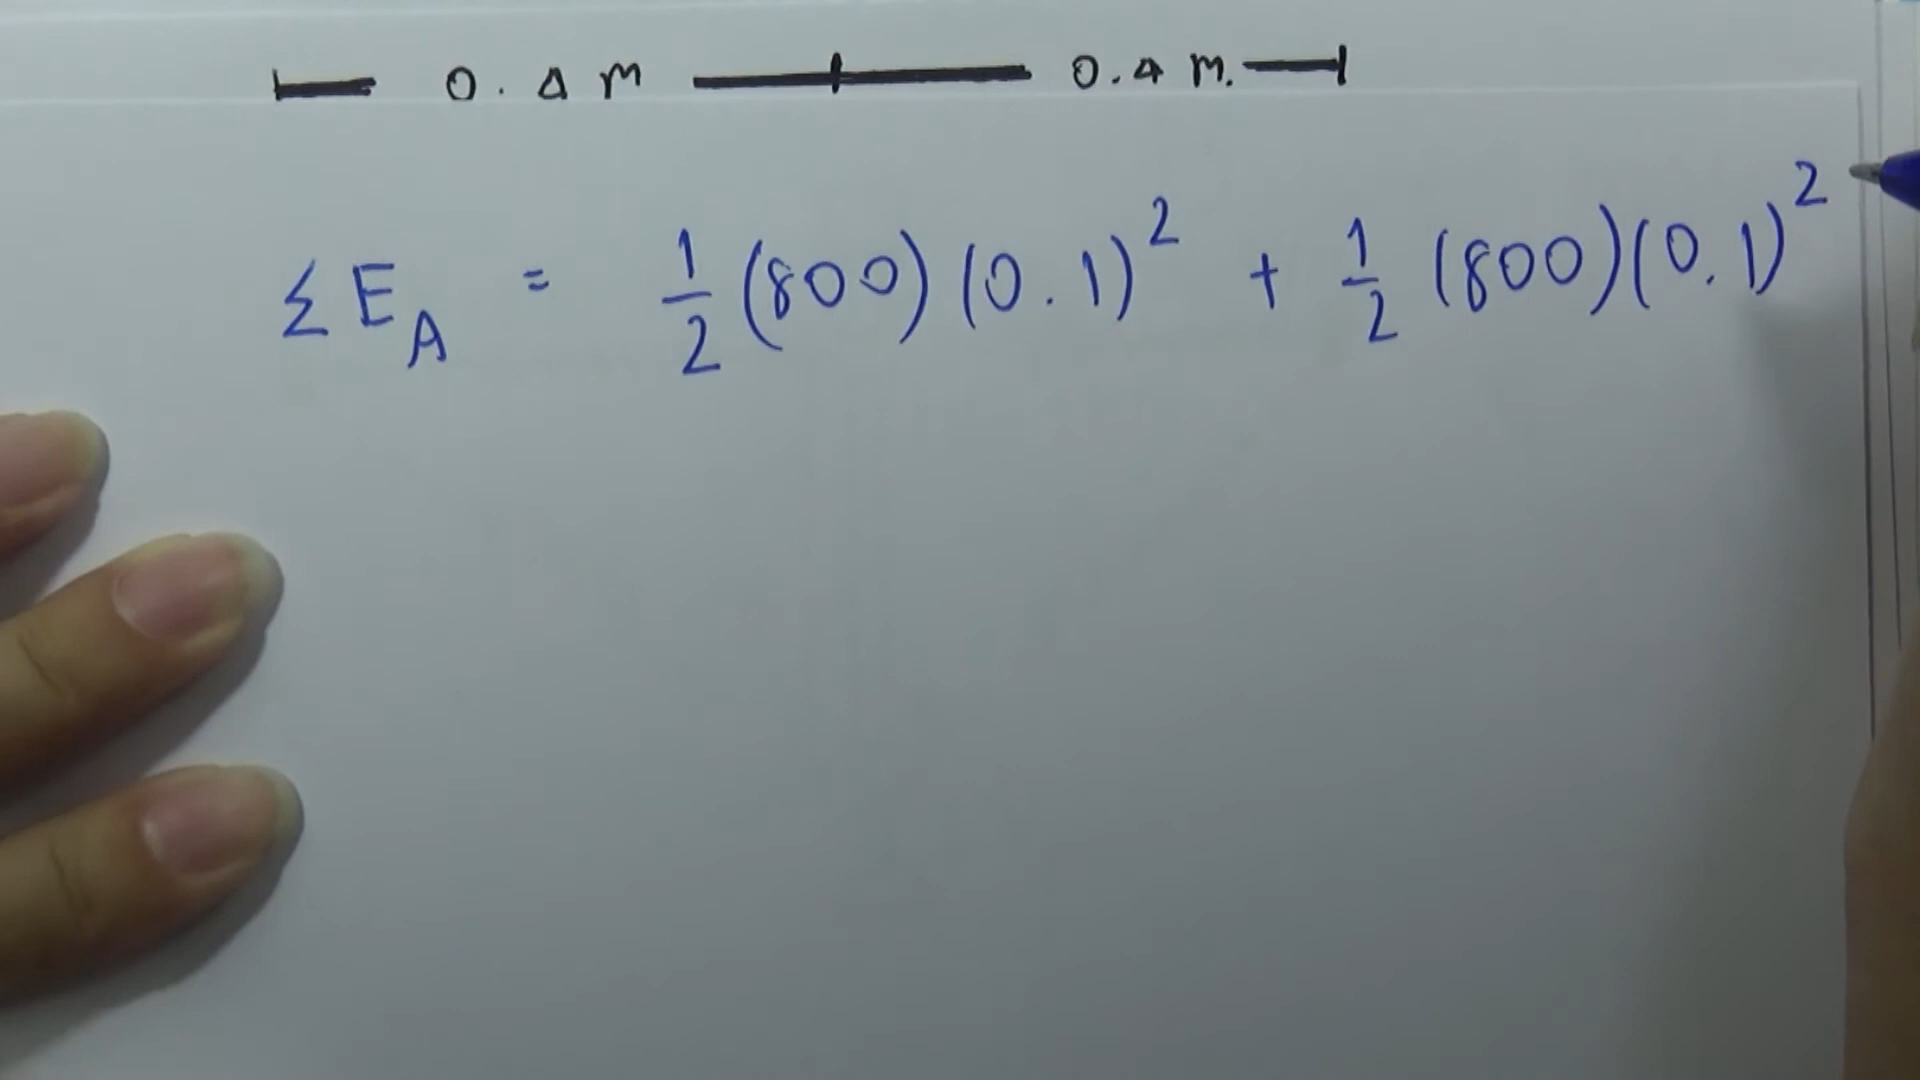 0.4 m 0.4 m.
ΣE_A = 1/2 (800)(0.1)^2 + 1/2 (800)(0.1)^2